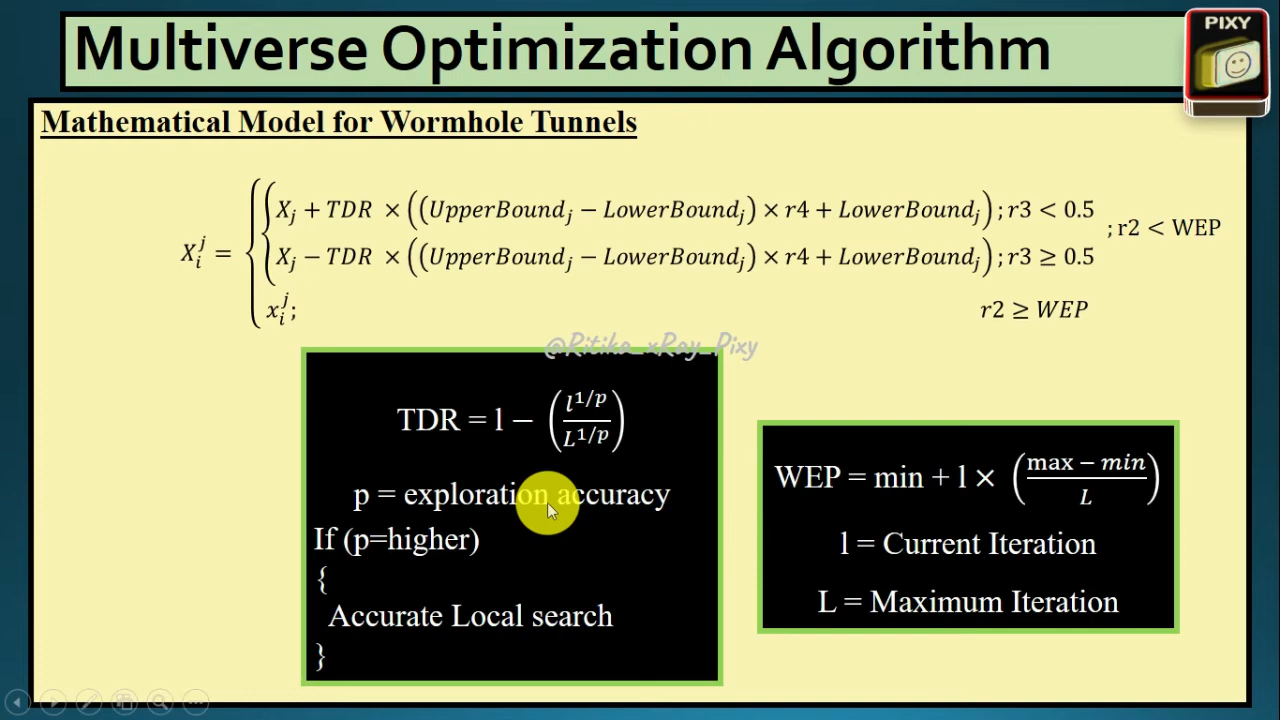 Multiverse Optimization Algorithm
PIXY
Mathematical Model for Wormhole Tunnels
X_i^j = { { X_j + TDR × ((UpperBound_j − LowerBound_j) × r4 + LowerBound_j) ; r3 < 0.5
X_j − TDR × ((UpperBound_j − LowerBound_j) × r4 + LowerBound_j) ; r3 ≥ 0.5
; r2 < WEP
x_i^j; r2 ≥ WEP
@Ritika_xRay_Pixy
TDR = l − (l^{1/p} / L^{1/p})
p = exploration accuracy
If (p=higher)
{
Accurate Local search
}
WEP = min + l × ((max − min) / L)
l = Current Iteration
L = Maximum Iteration